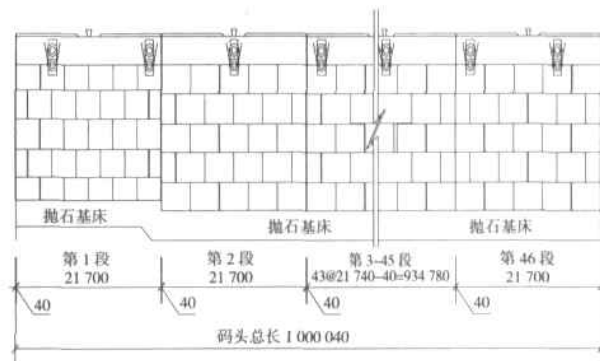 抛石基床 抛石基床 抛石基床
第 1 段 第 2 段 第 3~45 段 第 46 段
21 700 21 700 43@21 740-40=934 780 21 700
40 40 40 40
码头总长 1 000 040